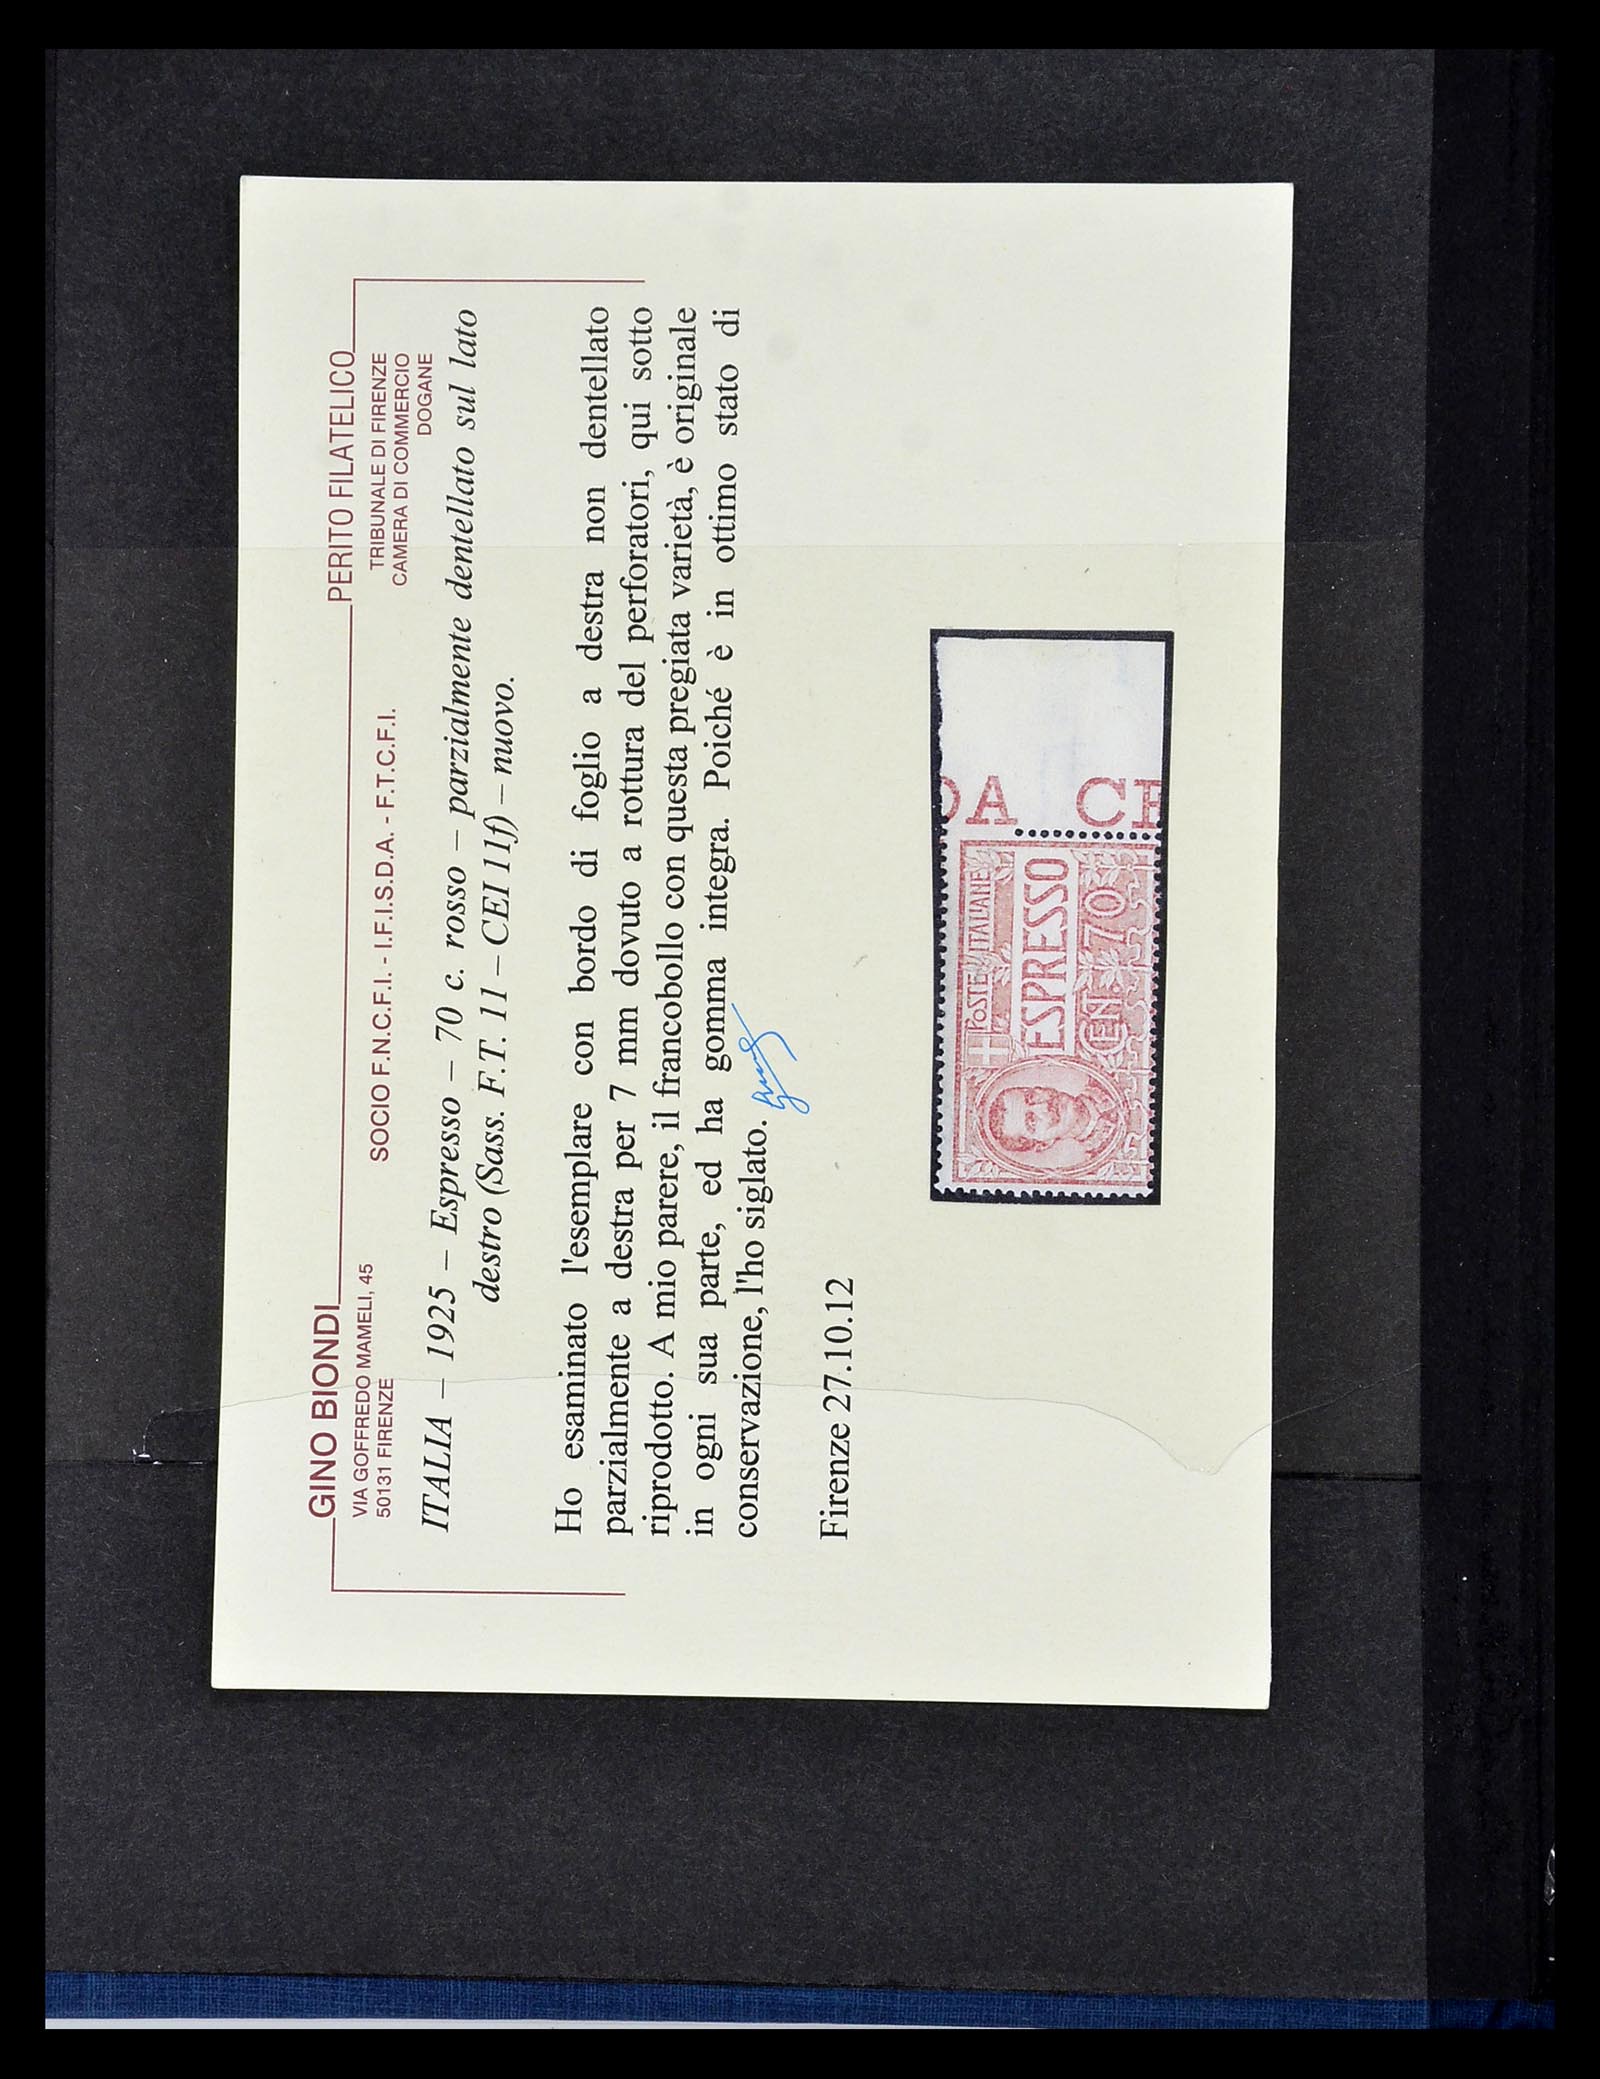 GINO BIONDI
PERITO FILATELICO
VIA GOFFREDO MAMELI, 45
50131 FIRENZE
SOCIO F.N.C.F.I. - I.F.I.S.D.A. - F.T.C.F.I.
TRIBUNALE DI FIRENZE
CAMERA DI COMMERCIO
DOGANE
ITALIA – 1925 – Espresso – 70 c. rosso – parzialmente dentellato sul lato
destro (Sass. F.T. 11 – CEI 11f) – nuovo.
Ho esaminato l'esemplare con bordo di foglio a destra non dentellato
parzialmente a destra per 7 mm dovuto a rottura del perforatori, qui sotto
riprodotto. A mio parere, il francobollo con questa pregiata varietà, è originale
in ogni sua parte, ed ha gomma integra. Poiché è in ottimo stato di
conservazione, l'ho siglato.
Firenze 27.10.12
POSTE ITALIANE
ESPRESSO
CEN. 70
DA CE